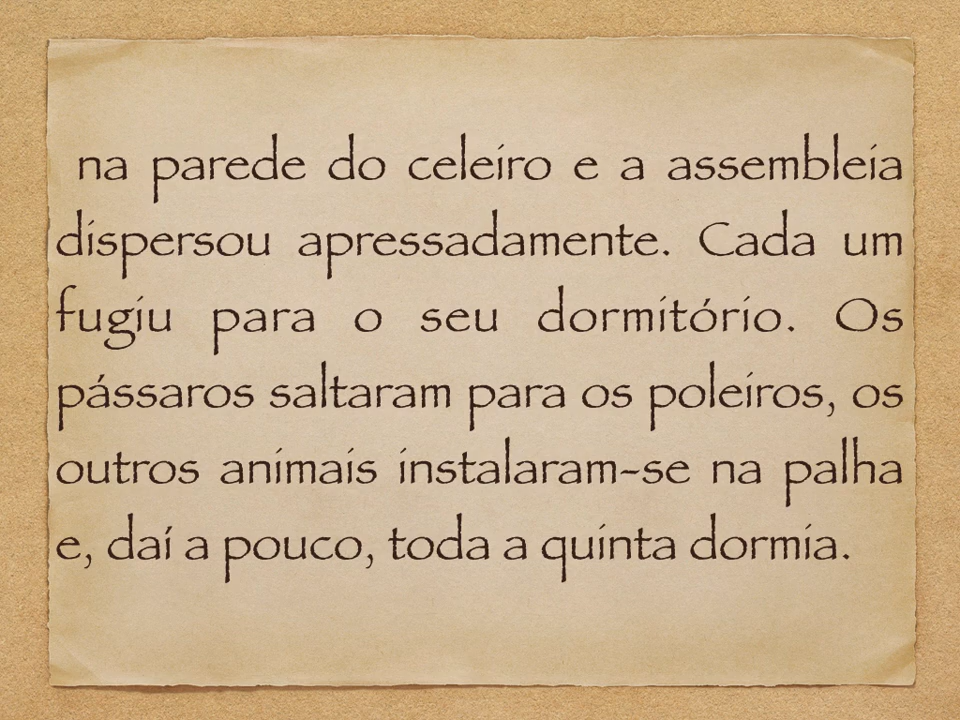 na parede do celeiro e a assembleia
dispersou apressadamente. Cada um
fugiu para o seu dormitório. Os
pássaros saltaram para os poleiros, os
outros animais instalaram-se na palha
e, daí a pouco, toda a quinta dormia.